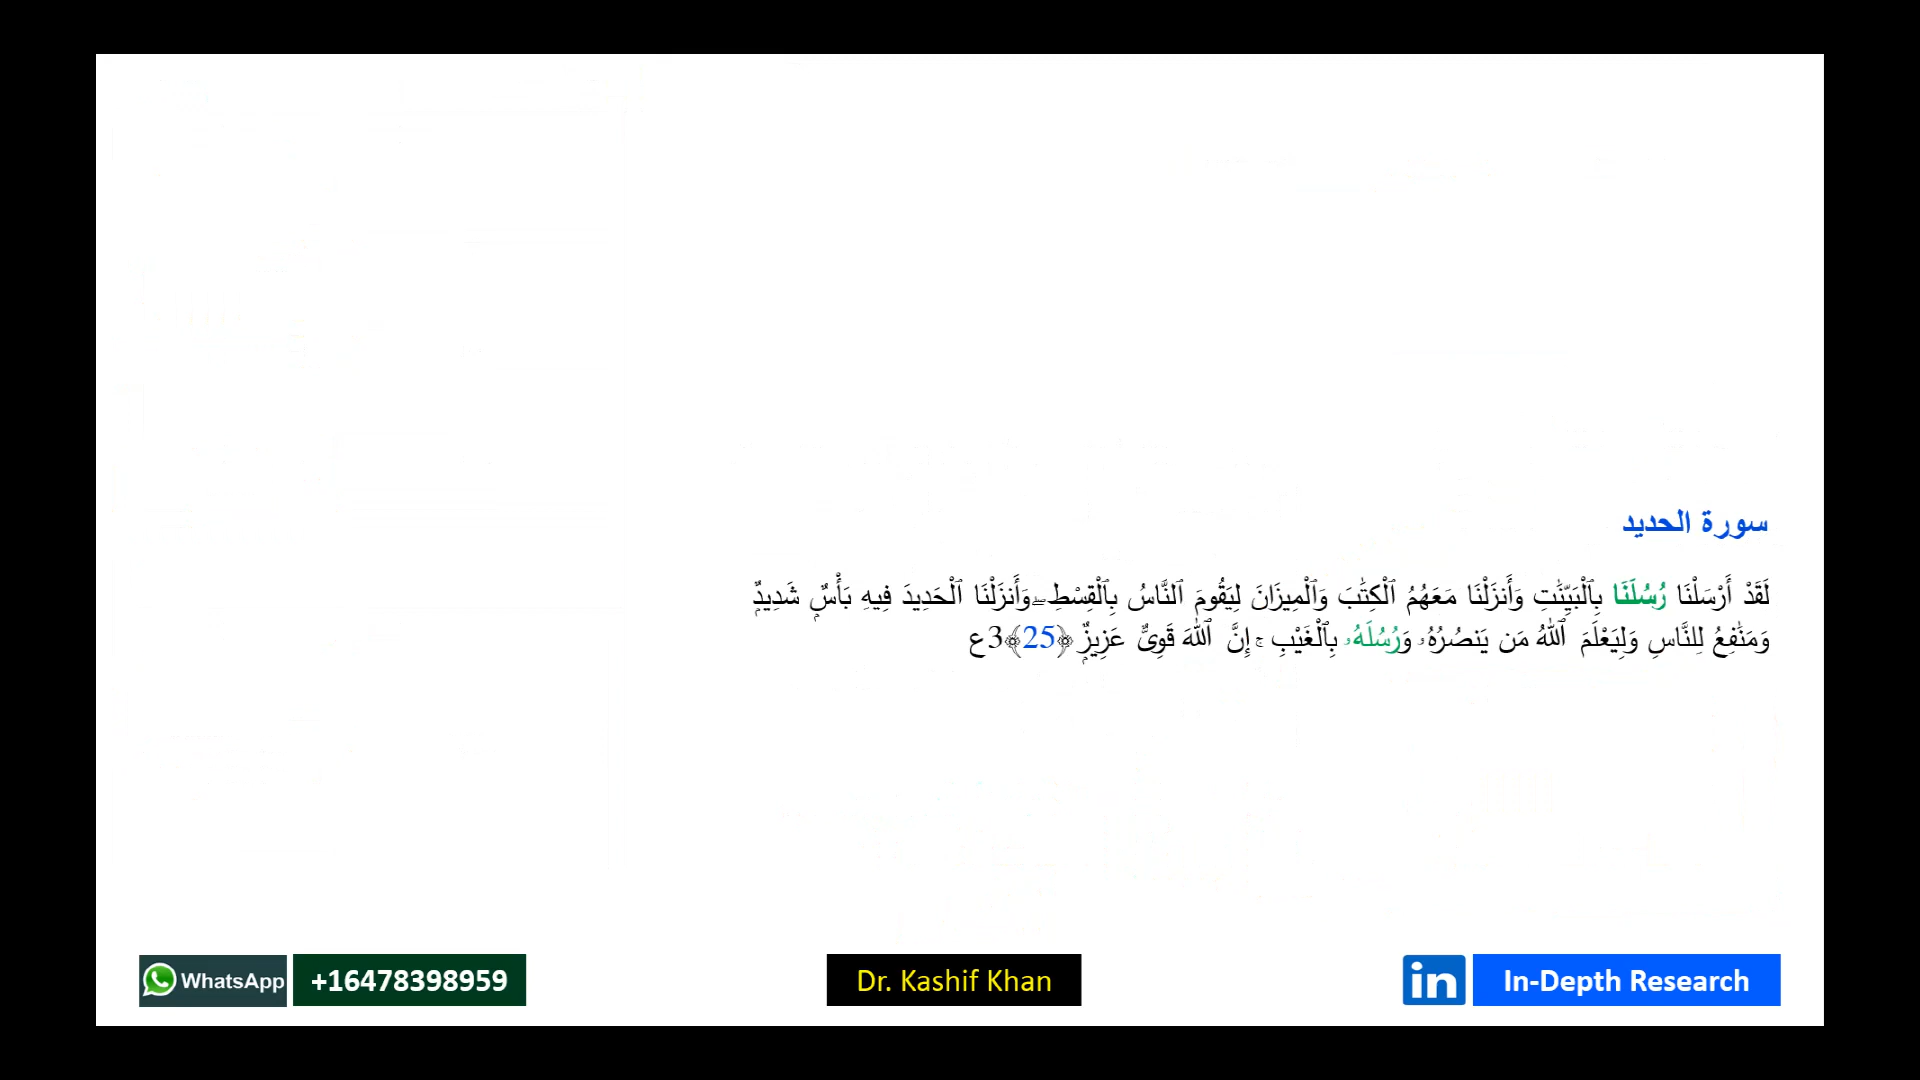 سورة الحديد
لَقَدْ أَرْسَلْنَا رُسُلَنَا بِٱلْبَيِّنَٰتِ وَأَنزَلْنَا مَعَهُمُ ٱلْكِتَٰبَ وَٱلْمِيزَانَ لِيَقُومَ ٱلنَّاسُ بِٱلْقِسْطِ ۖ وَأَنزَلْنَا ٱلْحَدِيدَ فِيهِ بَأْسٌۭ شَدِيدٌۭ
وَمَنَٰفِعُ لِلنَّاسِ وَلِيَعْلَمَ ٱللَّهُ مَن يَنصُرُهُۥ وَرُسُلَهُۥ بِٱلْغَيْبِ ۚ إِنَّ ٱللَّهَ قَوِىٌّ عَزِيزٌۭ ﴿25﴾ 3ع
WhatsApp +16478398959 Dr. Kashif Khan in In-Depth Research